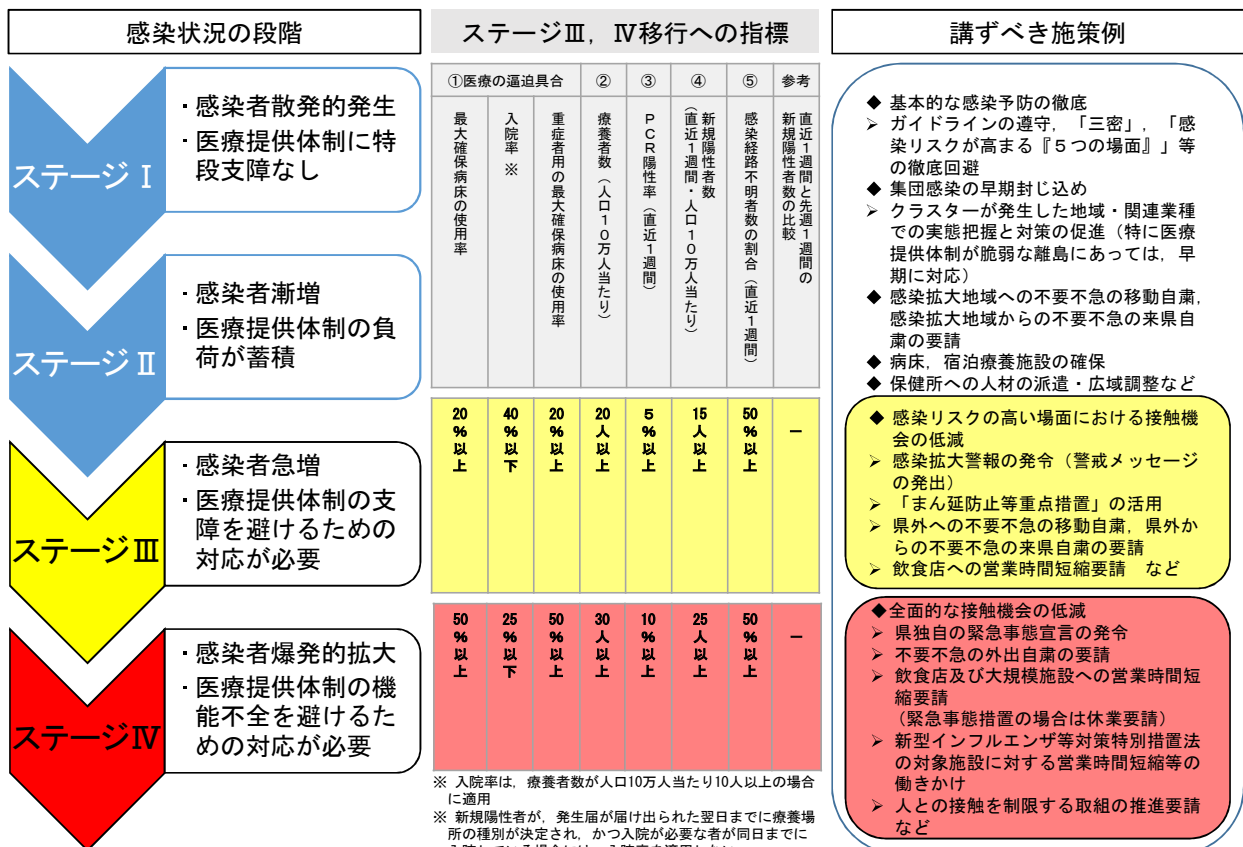 感染状況の段階
ステージⅢ，Ⅳ移行への指標
講ずべき施策例
ステージⅠ
・感染者散発的発生
・医療提供体制に特
段支障なし
ステージⅡ
・感染者漸増
・医療提供体制の負
荷が蓄積
ステージⅢ
・感染者急増
・医療提供体制の支
障を避けるための
対応が必要
ステージⅣ
・感染者爆発的拡大
・医療提供体制の機
能不全を避けるた
めの対応が必要
①医療の逼迫具合 ② ③ ④ ⑤ 参考
最大確保病床の使用率
入院率 ※
重症者用の最大確保病床の使用率
療養者数（人口１０万人当たり）
ＰＣＲ陽性率（直近１週間）
新規陽性者数
（直近１週間・人口１０万人当たり）
感染経路不明者数の割合（直近１週間）
直近１週間と先週１週間の
新規陽性者数の比較
20%以上 40%以下 20%以上 20人以上 ５%以上 15人以上 50%以上 －
50%以上 25%以下 50%以上 30人以上 10%以上 25人以上 50%以上 －
※ 入院率は，療養者数が人口10万人当たり10人以上の場合
に適用
※ 新規陽性者が，発生届が届け出られた翌日までに療養場
所の種別が決定され，かつ入院が必要な者が同日までに
◆ 基本的な感染予防の徹底
➢ ガイドラインの遵守，「三密」，「感
染リスクが高まる『５つの場面』」等
の徹底回避
◆ 集団感染の早期封じ込め
➢ クラスターが発生した地域・関連業種
での実態把握と対策の促進（特に医療
提供体制が脆弱な離島にあっては，早
期に対応）
◆ 感染拡大地域への不要不急の移動自粛，
感染拡大地域からの不要不急の来県自
粛の要請
◆ 病床，宿泊療養施設の確保
◆ 保健所への人材の派遣・広域調整など
◆ 感染リスクの高い場面における接触機
会の低減
➢ 感染拡大警報の発令（警戒メッセージ
の発出）
➢ 「まん延防止等重点措置」の活用
➢ 県外への不要不急の移動自粛，県外か
らの不要不急の来県自粛の要請
➢ 飲食店への営業時間短縮要請　など
◆全面的な接触機会の低減
➢ 県独自の緊急事態宣言の発令
➢ 不要不急の外出自粛の要請
➢ 飲食店及び大規模施設への営業時間短
縮要請
（緊急事態措置の場合は休業要請）
➢ 新型インフルエンザ等対策特別措置法
の対象施設に対する営業時間短縮等の
働きかけ
➢ 人との接触を制限する取組の推進要請
など